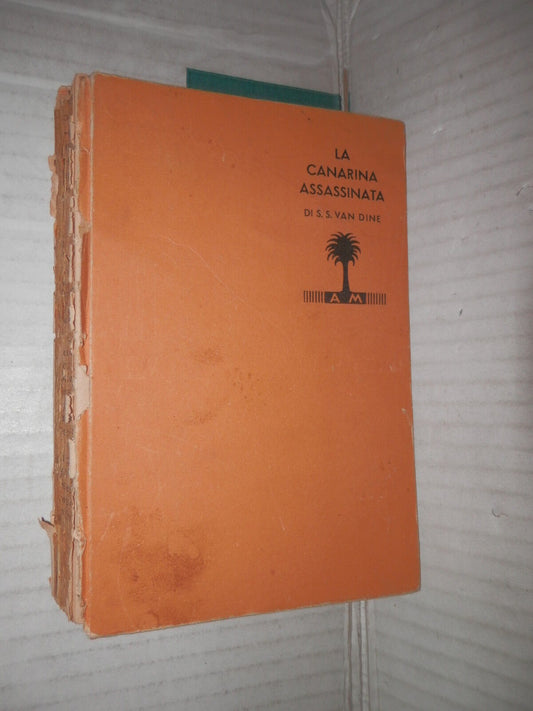 LA
CANARINA
ASSASSINATA
DI S. S. VAN DINE
A M